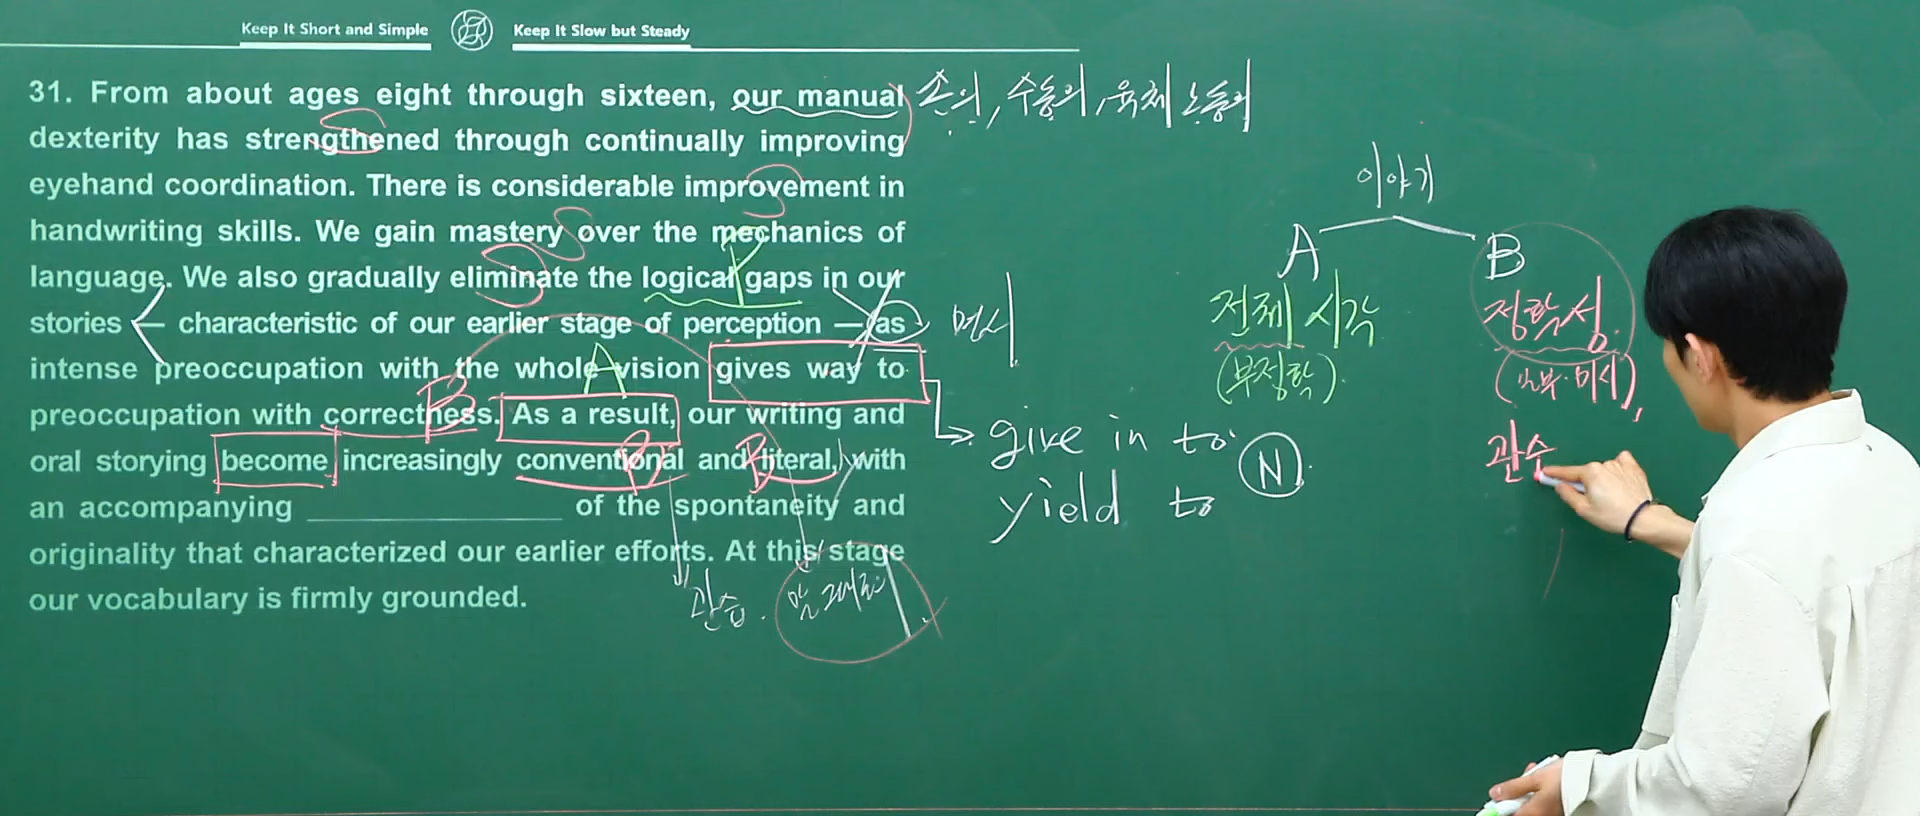 Keep It Short and Simple
Keep It Slow but Steady
31. From about ages eight through sixteen, our manual
dexterity has strengthened through continually improving
eyehand coordination. There is considerable improvement in
handwriting skills. We gain mastery over the mechanics of
language. We also gradually eliminate the logical gaps in our
stories — characteristic of our earlier stage of perception — as
intense preoccupation with the whole vision gives way to
preoccupation with correctness. As a result, our writing and
oral storying become increasingly conventional and literal, with
an accompanying ____________ of the spontaneity and
originality that characterized our earlier efforts. At this stage
our vocabulary is firmly grounded.
손의, 수동의, 육체노동의
S
S
S
S
P
A
B
B
B
give in to
yield to
N
관습.
이야기
A
B
전체 시각
(부정확).
정확성.
관수